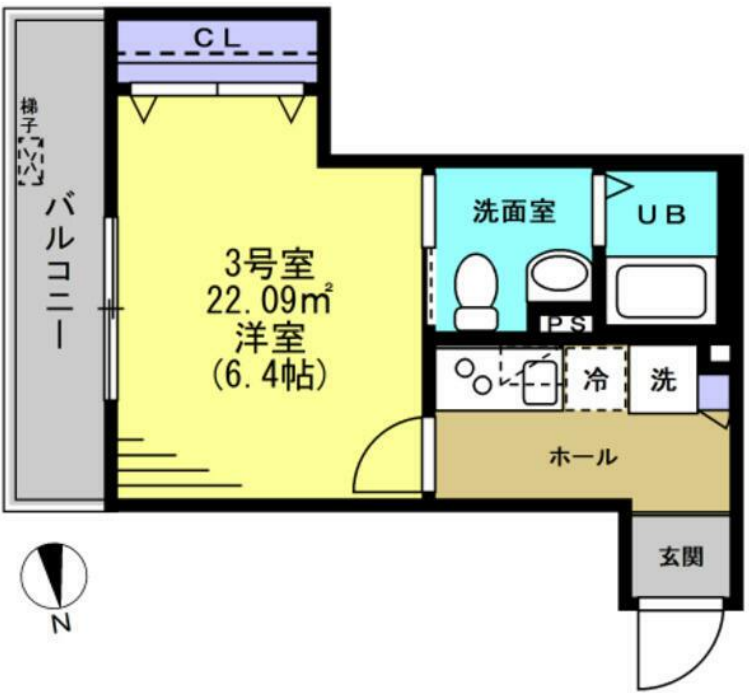 CL
梯子
バルコニー
3号室
22.09㎡
洋室
(6.4帖)
洗面室
UB
PS
冷
洗
ホール
玄関
N